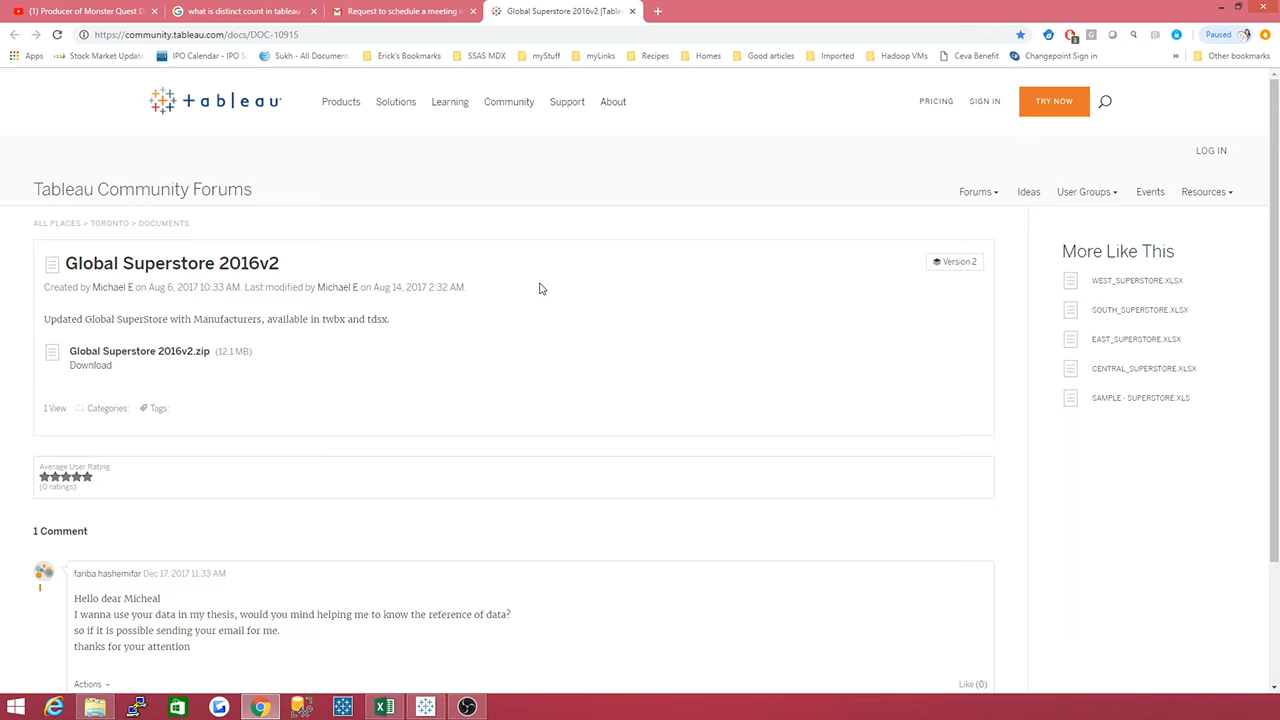 (1) Producer of Monster Quest D
what is distinct count in tableau
Request to schedule a meeting in
Global Superstore 2016v2 |Table
https://community.tableau.com/docs/DOC-10915
Paused
Apps
Stock Market Update
IPO Calendar - IPO S
Sukh - All Document
Erick's Bookmarks
SSAS MDX
myStuff
myLinks
Recipes
Homes
Good articles
Imported
Hadoop VMs
Ceva Benefit
Changepoint Sign in
»
Other bookmarks
tableau
Products
Solutions
Learning
Community
Support
About
PRICING
SIGN IN
TRY NOW
LOG IN
Tableau Community Forums
Forums
Ideas
User Groups
Events
Resources
ALL PLACES > TORONTO > DOCUMENTS
Global Superstore 2016v2
Version 2
Created by Michael E on Aug 6, 2017 10:33 AM. Last modified by Michael E on Aug 14, 2017 2:32 AM.
Updated Global SuperStore with Manufacturers, available in twbx and tdsx.
Global Superstore 2016v2.zip (12.1 MB)
Download
1 View
Categories:
Tags:
More Like This
WEST_SUPERSTORE.XLSX
SOUTH_SUPERSTORE.XLSX
EAST_SUPERSTORE.XLSX
CENTRAL_SUPERSTORE.XLSX
SAMPLE - SUPERSTORE.XLS
Average User Rating
(0 ratings)
1 Comment
fariba hashemifar Dec 17, 2017 11:33 AM
Hello dear Micheal
I wanna use your data in my thesis, would you mind helping me to know the reference of data?
so if it is possible sending your email for me.
thanks for your attention
Actions
Like (0)